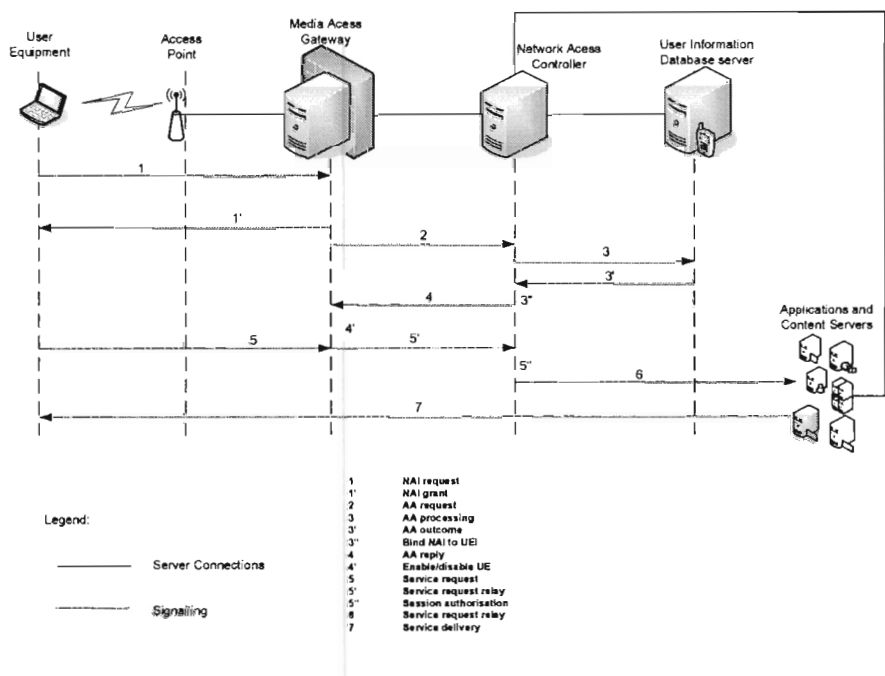 User
Equipment
Access
Point
Media Acess
Gateway
Network Acess
Controller
User Information
Database server
1
1'
2
3
3'
4
3"
Applications and
Content Servers
4'
5
5'
5"
6
7
Legend:
Server Connections
Signalling
1 NAI request
1' NAI grant
2 AA request
3 AA processing
3' AA outcome
3" Bind NAI to UEI
4 AA reply
4' Enable/disable UE
5 Service request
5' Service request relay
5" Session authorisation
6 Service request relay
7 Service delivery